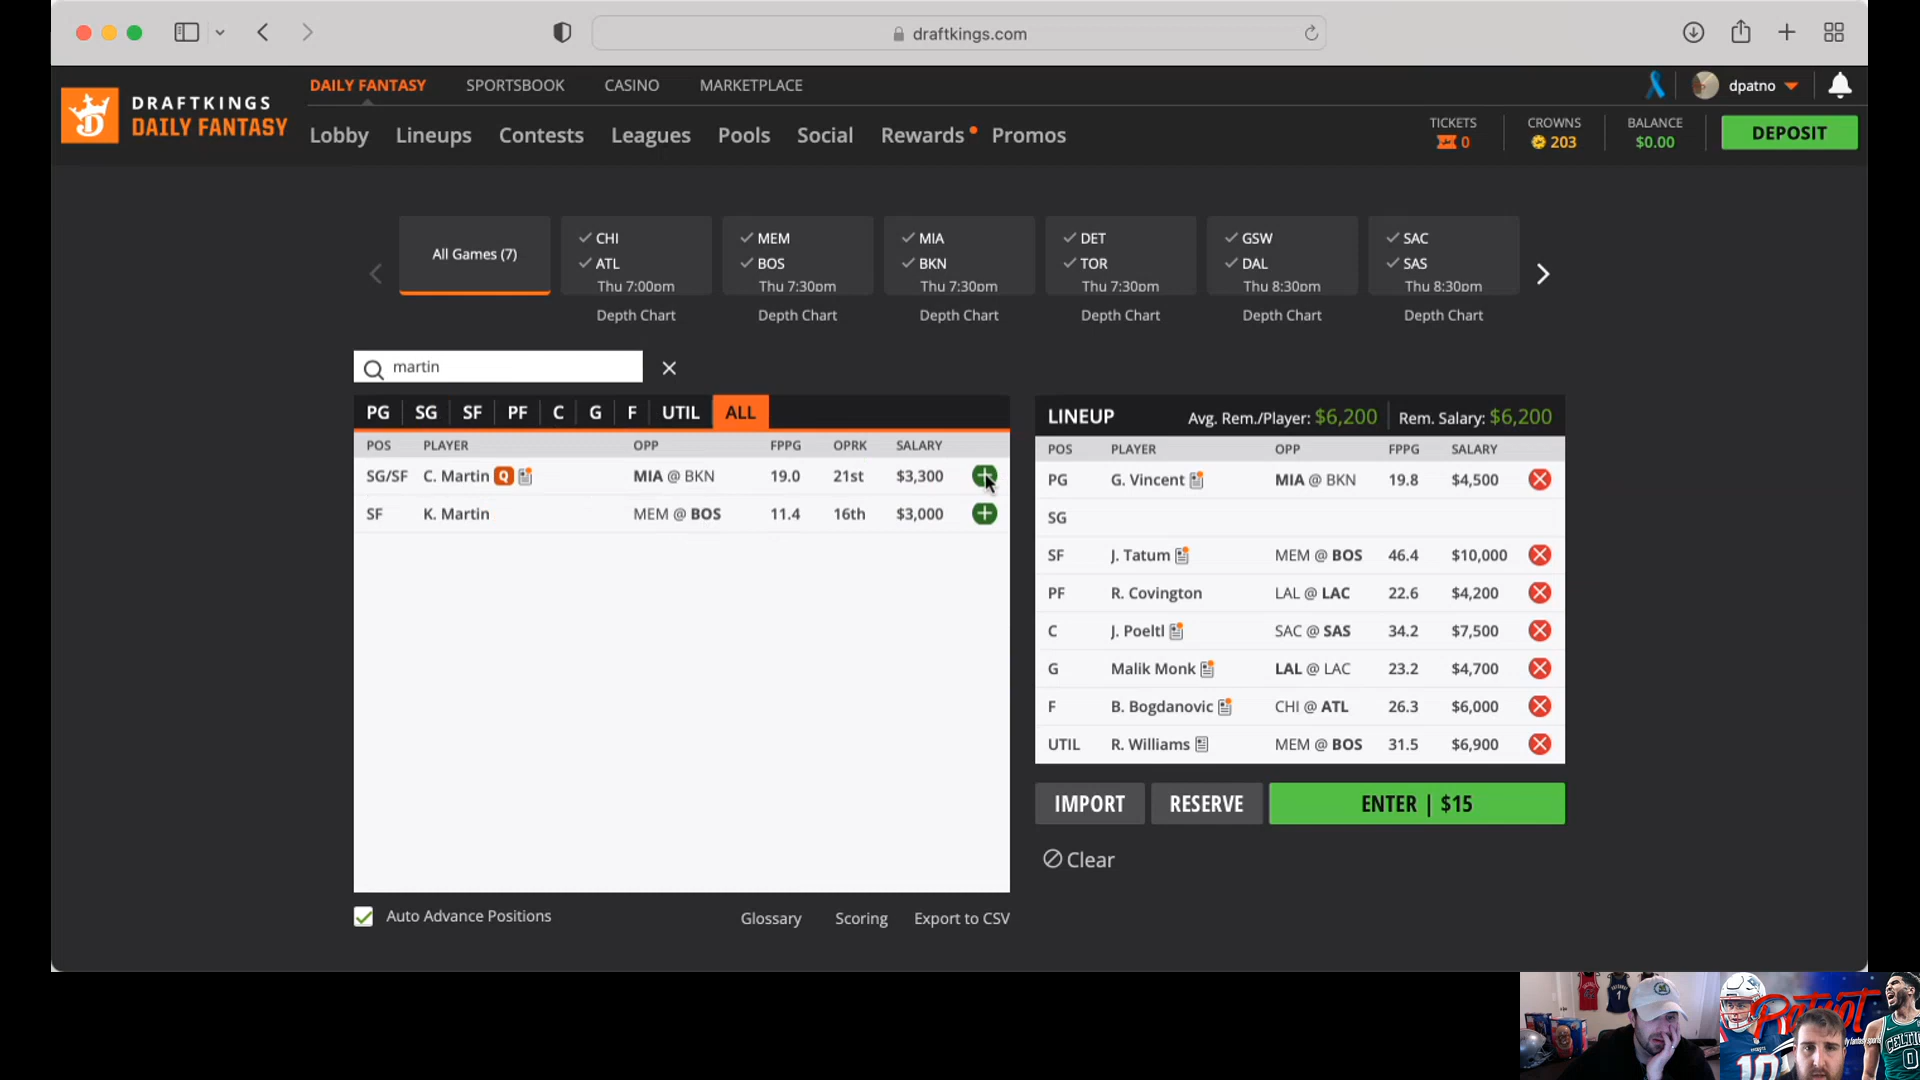 draftkings.com
DAILY FANTASY SPORTSBOOK CASINO MARKETPLACE
dpatno
DRAFTKINGS
DAILY FANTASY
Lobby Lineups Contests Leagues Pools Social Rewards Promos
TICKETS
0
CROWNS
203
BALANCE
$0.00
DEPOSIT
All Games (7)
CHI
ATL
Thu 7:00pm
Depth Chart
MEM
BOS
Thu 7:30pm
Depth Chart
MIA
BKN
Thu 7:30pm
Depth Chart
DET
TOR
Thu 7:30pm
Depth Chart
GSW
DAL
Thu 8:30pm
Depth Chart
SAC
SAS
Thu 8:30pm
Depth Chart
martin
PG SG SF PF C G F UTIL ALL
POS PLAYER OPP FPPG OPRK SALARY
SG/SF C. Martin Q MIA @ BKN 19.0 21st $3,300
SF K. Martin MEM @ BOS 11.4 16th $3,000
Auto Advance Positions
Glossary Scoring Export to CSV
LINEUP Avg. Rem./Player: $6,200 Rem. Salary: $6,200
POS PLAYER OPP FPPG SALARY
PG G. Vincent MIA @ BKN 19.8 $4,500
SG
SF J. Tatum MEM @ BOS 46.4 $10,000
PF R. Covington LAL @ LAC 22.6 $4,200
C J. Poeltl SAC @ SAS 34.2 $7,500
G Malik Monk LAL @ LAC 23.2 $4,700
F B. Bogdanovic CHI @ ATL 26.3 $6,000
UTIL R. Williams MEM @ BOS 31.5 $6,900
IMPORT RESERVE ENTER | $15
Clear